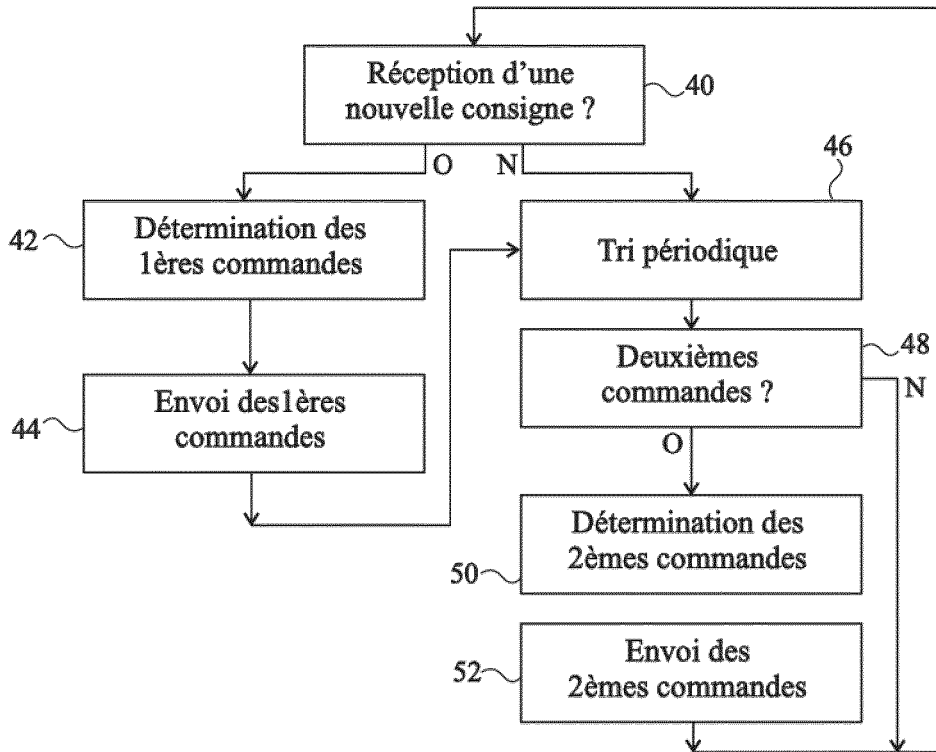 Réception d'une
nouvelle consigne ?
40
O
N
46
42
Détermination des
1ères commandes
Tri périodique
Deuxièmes
commandes ?
48
N
44
Envoi des1ères
commandes
O
Détermination des
2èmes commandes
50
52
Envoi des
2èmes commandes